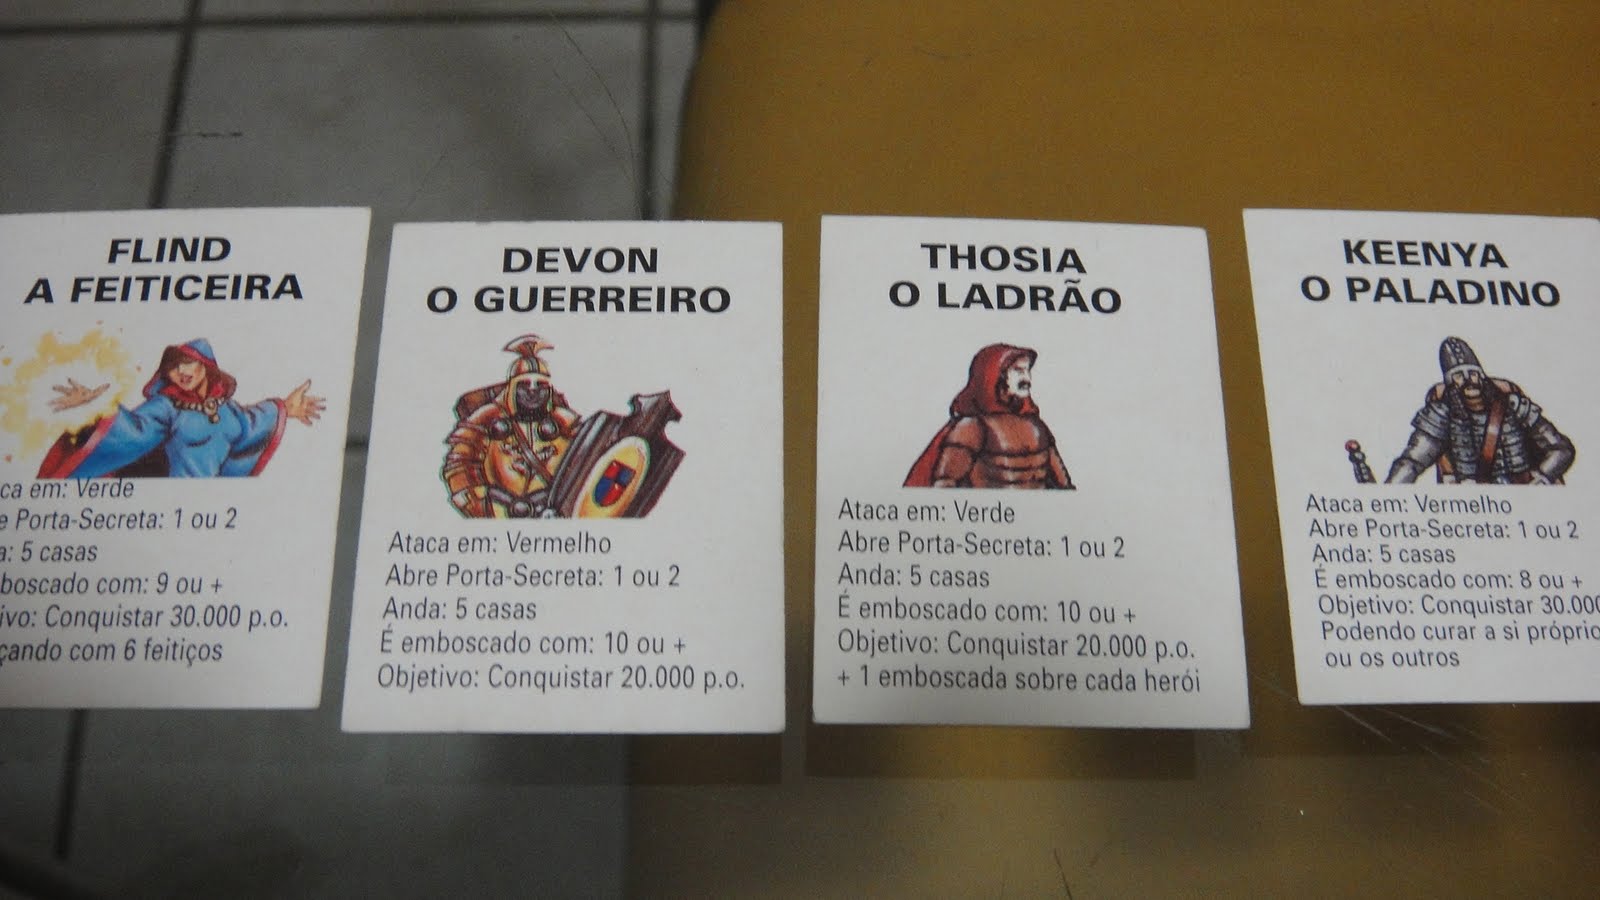 FLIND
A FEITICEIRA
ca em: Verde
e Porta-Secreta: 1 ou 2
a: 5 casas
boscado com: 9 ou +
ivo: Conquistar 30.000 p.o.
çando com 6 feitiços
DEVON
O GUERREIRO
Ataca em: Vermelho
Abre Porta-Secreta: 1 ou 2
Anda: 5 casas
É emboscado com: 10 ou +
Objetivo: Conquistar 20.000 p.o.
THOSIA
O LADRÃO
Ataca em: Verde
Abre Porta-Secreta: 1 ou 2
Anda: 5 casas
É emboscado com: 10 ou +
Objetivo: Conquistar 20.000 p.o.
+ 1 emboscada sobre cada herói
KEENYA
O PALADINO
Ataca em: Vermelho
Abre Porta-Secreta: 1 ou 2
Anda: 5 casas
É emboscado com: 8 ou +
Objetivo: Conquistar 30.000
Podendo curar a si próprio
ou os outros